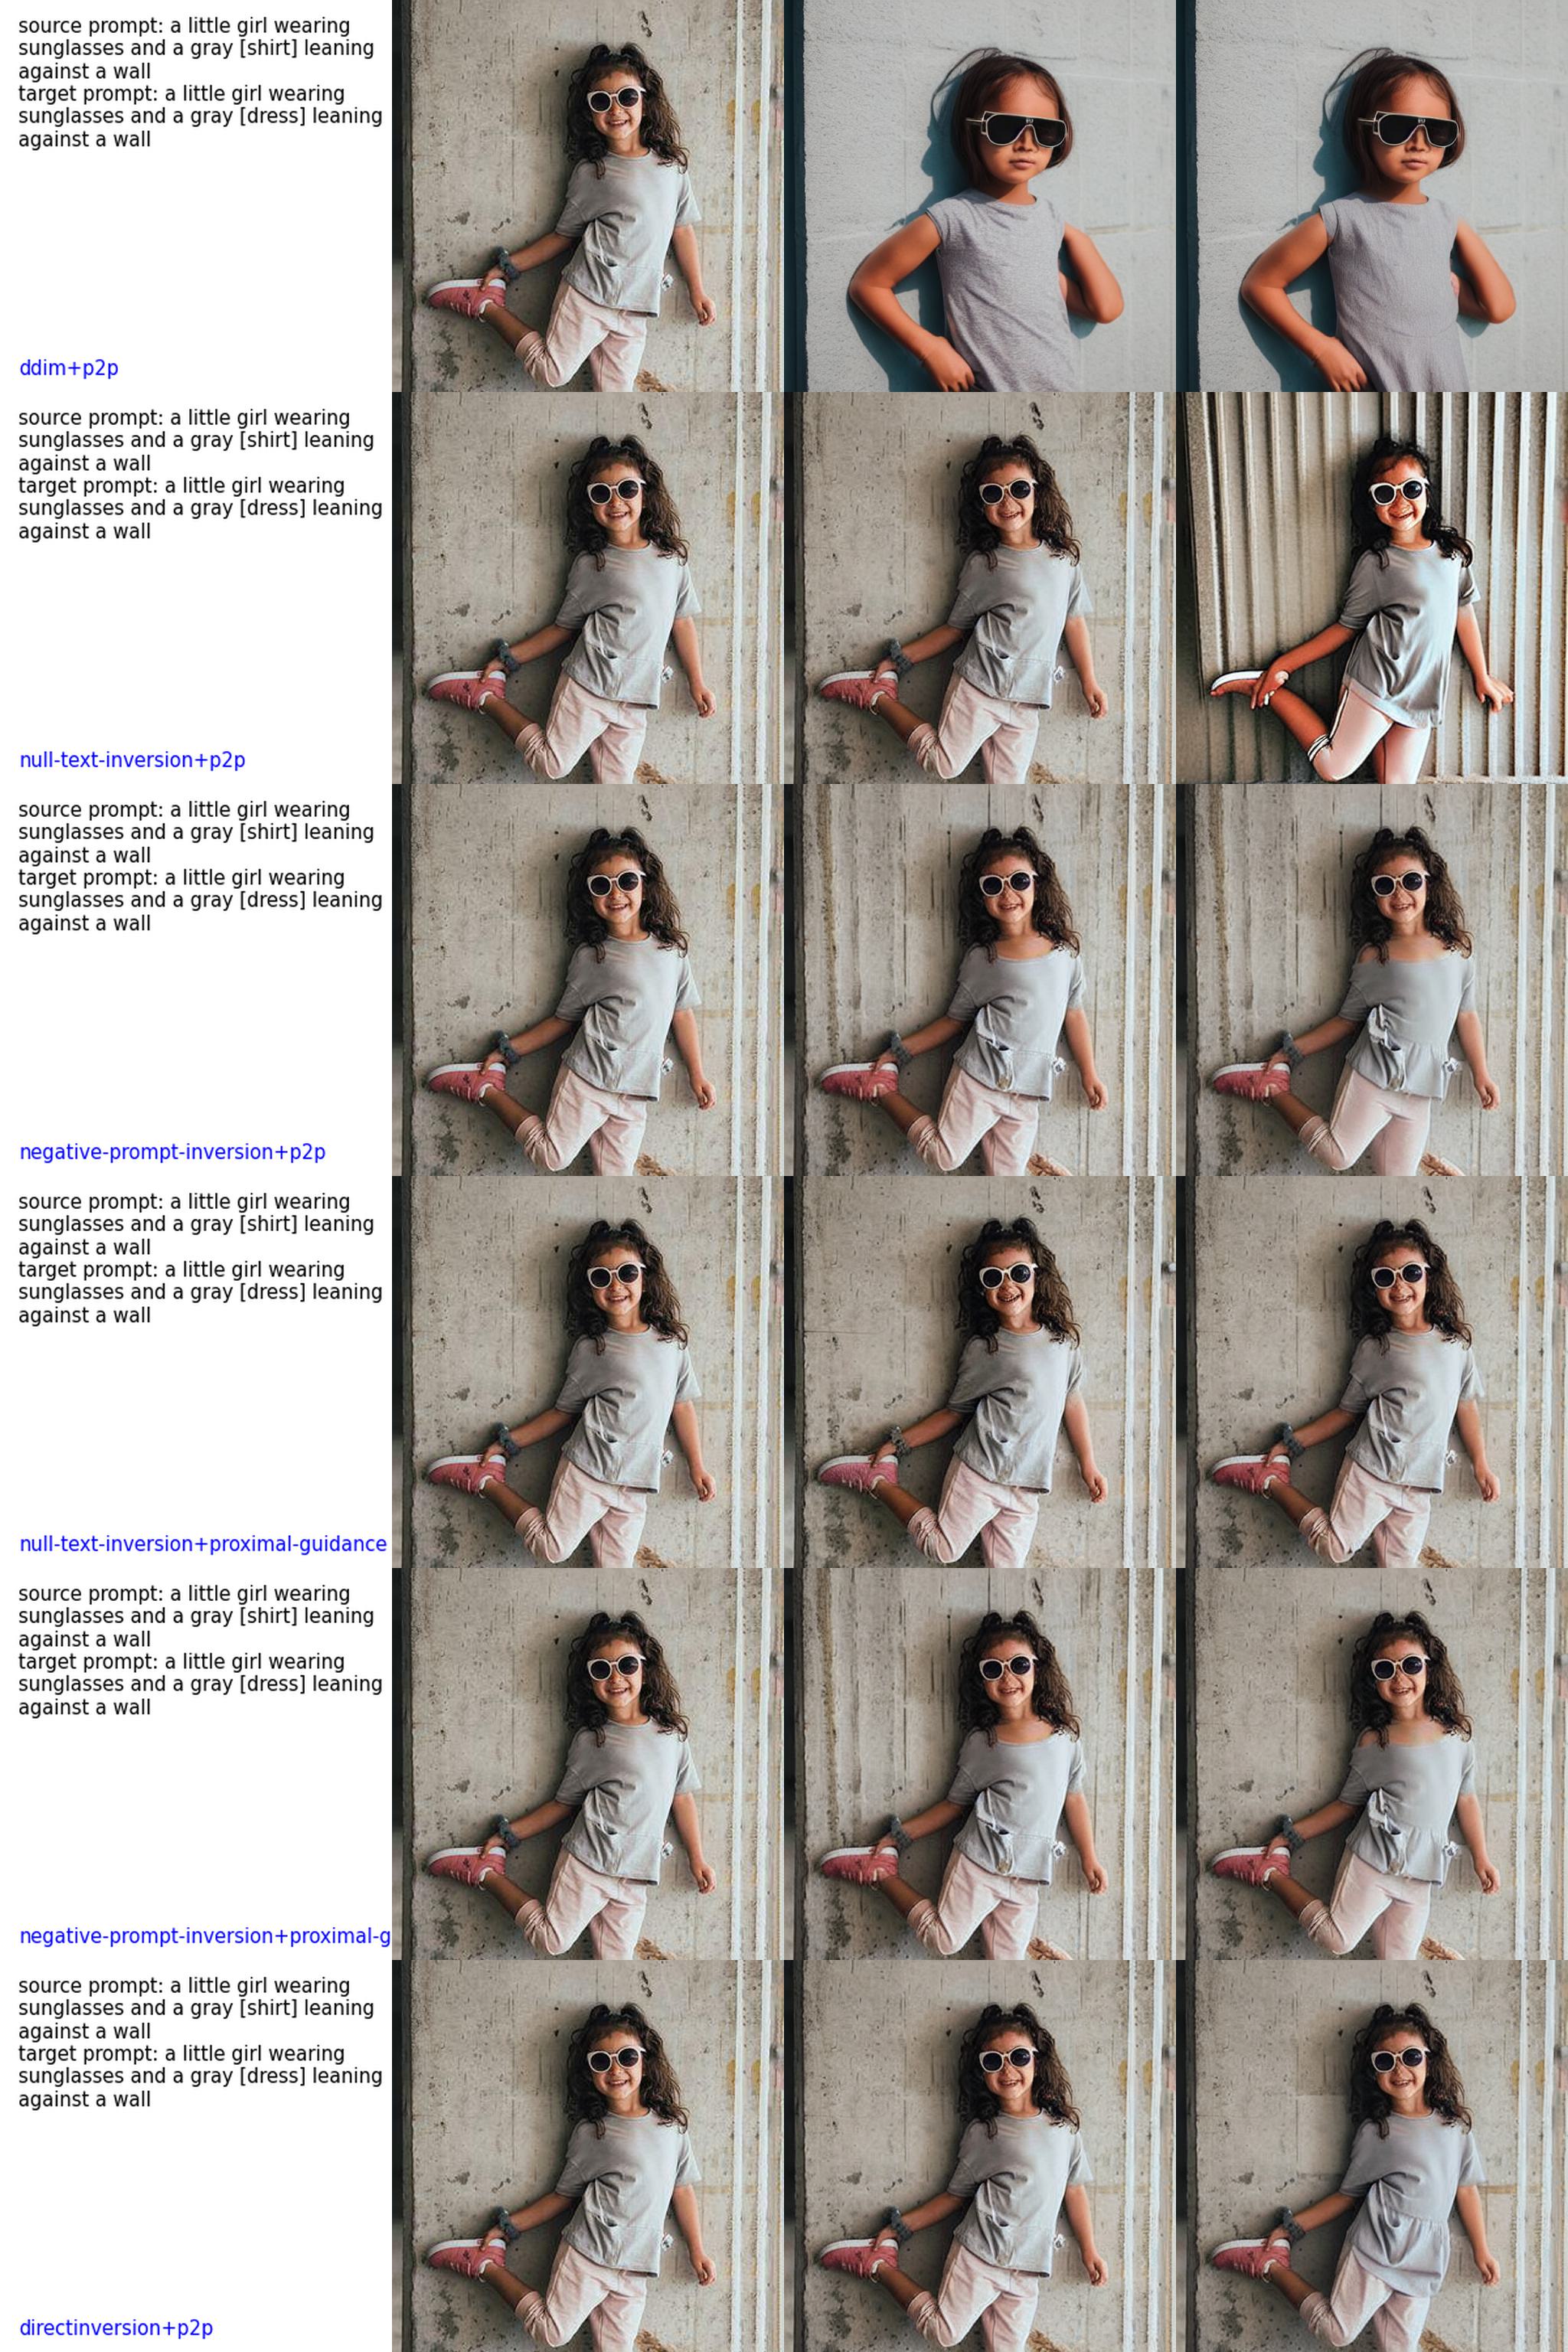 source prompt: a little girl wearing
sunglasses and a gray [shirt] leaning
against a wall
target prompt: a little girl wearing
sunglasses and a gray [dress] leaning
against a wall
ddim+p2p
source prompt: a little girl wearing
sunglasses and a gray [shirt] leaning
against a wall
target prompt: a little girl wearing
sunglasses and a gray [dress] leaning
against a wall
null-text-inversion+p2p
source prompt: a little girl wearing
sunglasses and a gray [shirt] leaning
against a wall
target prompt: a little girl wearing
sunglasses and a gray [dress] leaning
against a wall
negative-prompt-inversion+p2p
source prompt: a little girl wearing
sunglasses and a gray [shirt] leaning
against a wall
target prompt: a little girl wearing
sunglasses and a gray [dress] leaning
against a wall
null-text-inversion+proximal-guidance
source prompt: a little girl wearing
sunglasses and a gray [shirt] leaning
against a wall
target prompt: a little girl wearing
sunglasses and a gray [dress] leaning
against a wall
negative-prompt-inversion+proximal-g
source prompt: a little girl wearing
sunglasses and a gray [shirt] leaning
against a wall
target prompt: a little girl wearing
sunglasses and a gray [dress] leaning
against a wall
directinversion+p2p